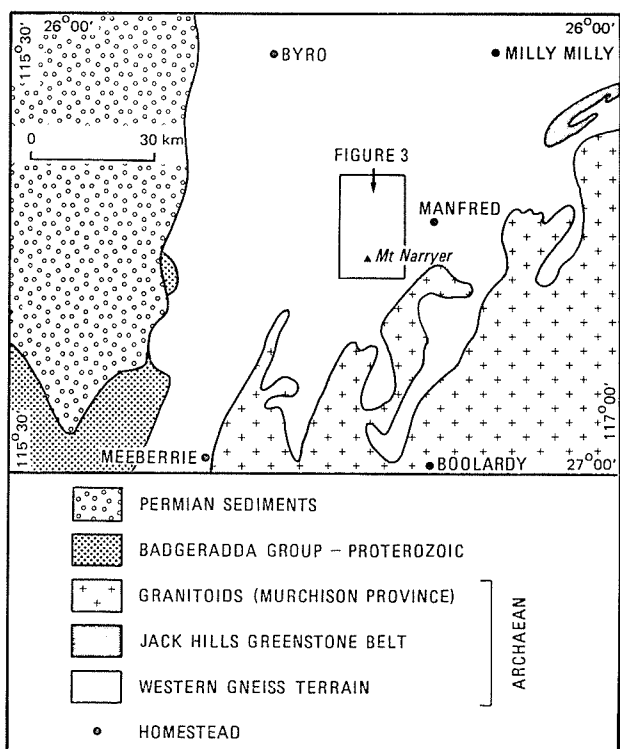 115°30'
26°00'
26°00'
BYRO
MILLY MILLY
0 30 km
FIGURE 3
MANFRED
Mt Narryer
117°00'
115°30'
MEEBERRIE
BOOLARDY
27°00'
PERMIAN SEDIMENTS
BADGERADDA GROUP – PROTEROZOIC
GRANITOIDS (MURCHISON PROVINCE)
JACK HILLS GREENSTONE BELT
WESTERN GNEISS TERRAIN
ARCHAEAN
HOMESTEAD